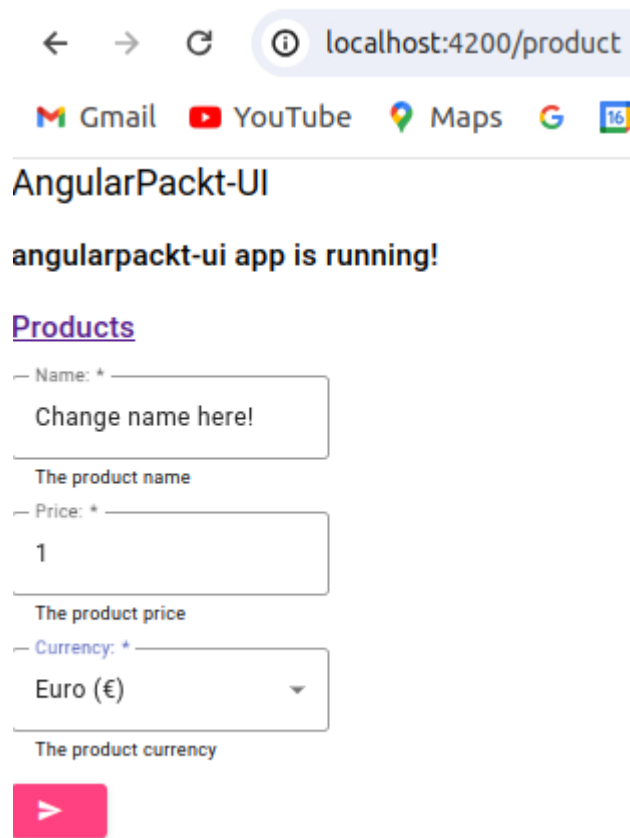 localhost:4200/product
Gmail YouTube Maps G 16
AngularPackt-UI
angularpackt-ui app is running!
Products
Name: *
Change name here!
The product name
Price: *
1
The product price
Currency: *
Euro (€)
The product currency